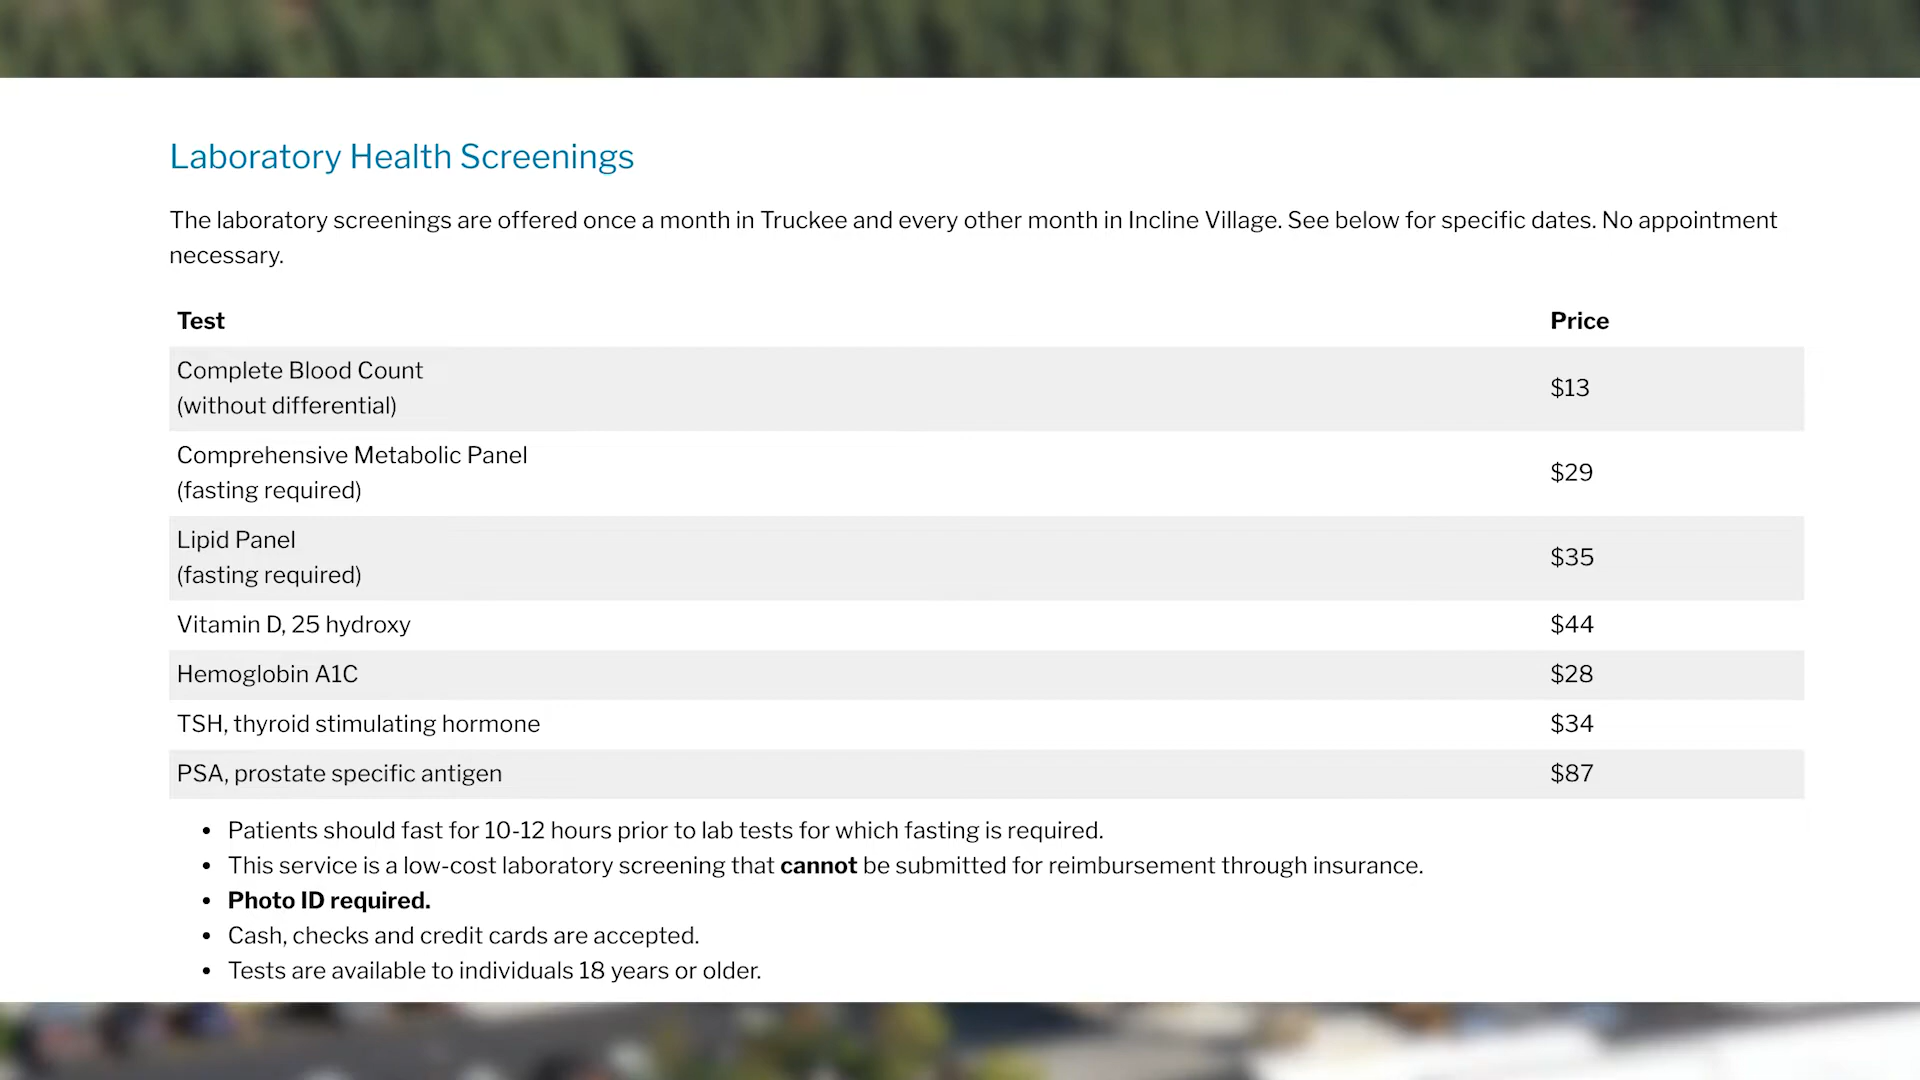 Laboratory Health Screenings
The laboratory screenings are offered once a month in Truckee and every other month in Incline Village. See below for specific dates. No appointment
necessary.
Test Price
Complete Blood Count
(without differential) $13
Comprehensive Metabolic Panel
(fasting required) $29
Lipid Panel
(fasting required) $35
Vitamin D, 25 hydroxy $44
Hemoglobin A1C $28
TSH, thyroid stimulating hormone $34
PSA, prostate specific antigen $87
• Patients should fast for 10-12 hours prior to lab tests for which fasting is required.
• This service is a low-cost laboratory screening that cannot be submitted for reimbursement through insurance.
• Photo ID required.
• Cash, checks and credit cards are accepted.
• Tests are available to individuals 18 years or older.